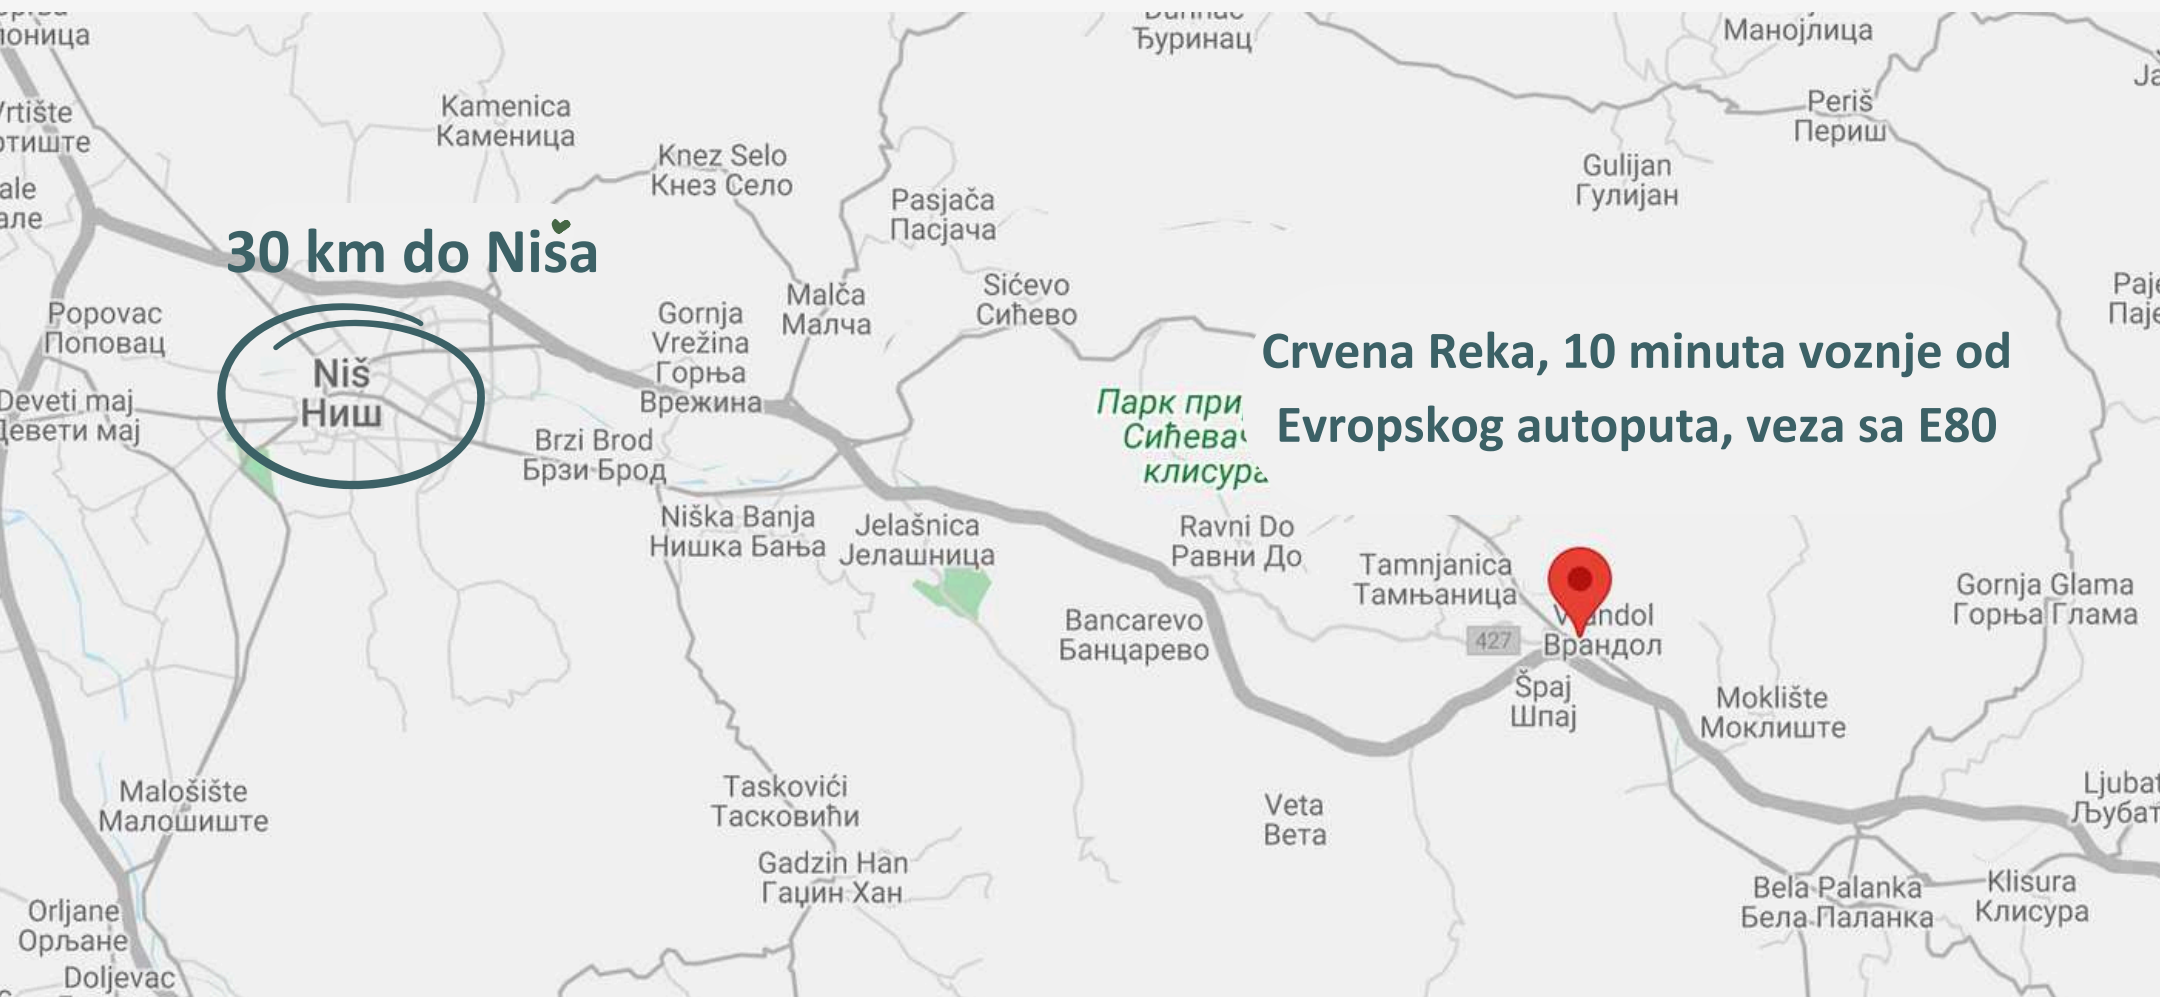 Ђуринац
Манојлица
Kamenica
Каменица
Periš
Периш
Knez Selo
Кнез Село
Gulijan
Гулијан
Pasjača
Пасјача
30 km do Niša
Sićevo
Сићево
Malča
Малча
Popovac
Поповац
Gornja
Vrežina
Горња
Врежина
Crvena Reka, 10 minuta voznje od
Evropskog autoputa, veza sa E80
Niš
Ниш
Deveti maj
Парк
клисура
Brzi Brod
Брзи Брод
Niška Banja
Нишка Бања
Jelašnica
Јелашница
Ravni Do
Равни До
Tamnjanica
Тамњаница
Gornja Glama
Горња Глама
Bancarevo
Банцарево
427
Врандол
Špaj
Шпај
Moklište
Моклиште
Malošište
Малошиште
Taskovići
Тасковићи
Veta
Вета
Gadzin Han
Гаџин Хан
Bela Palanka
Бела Паланка
Klisura
Клисура
Orljane
Орљане
Doljevac